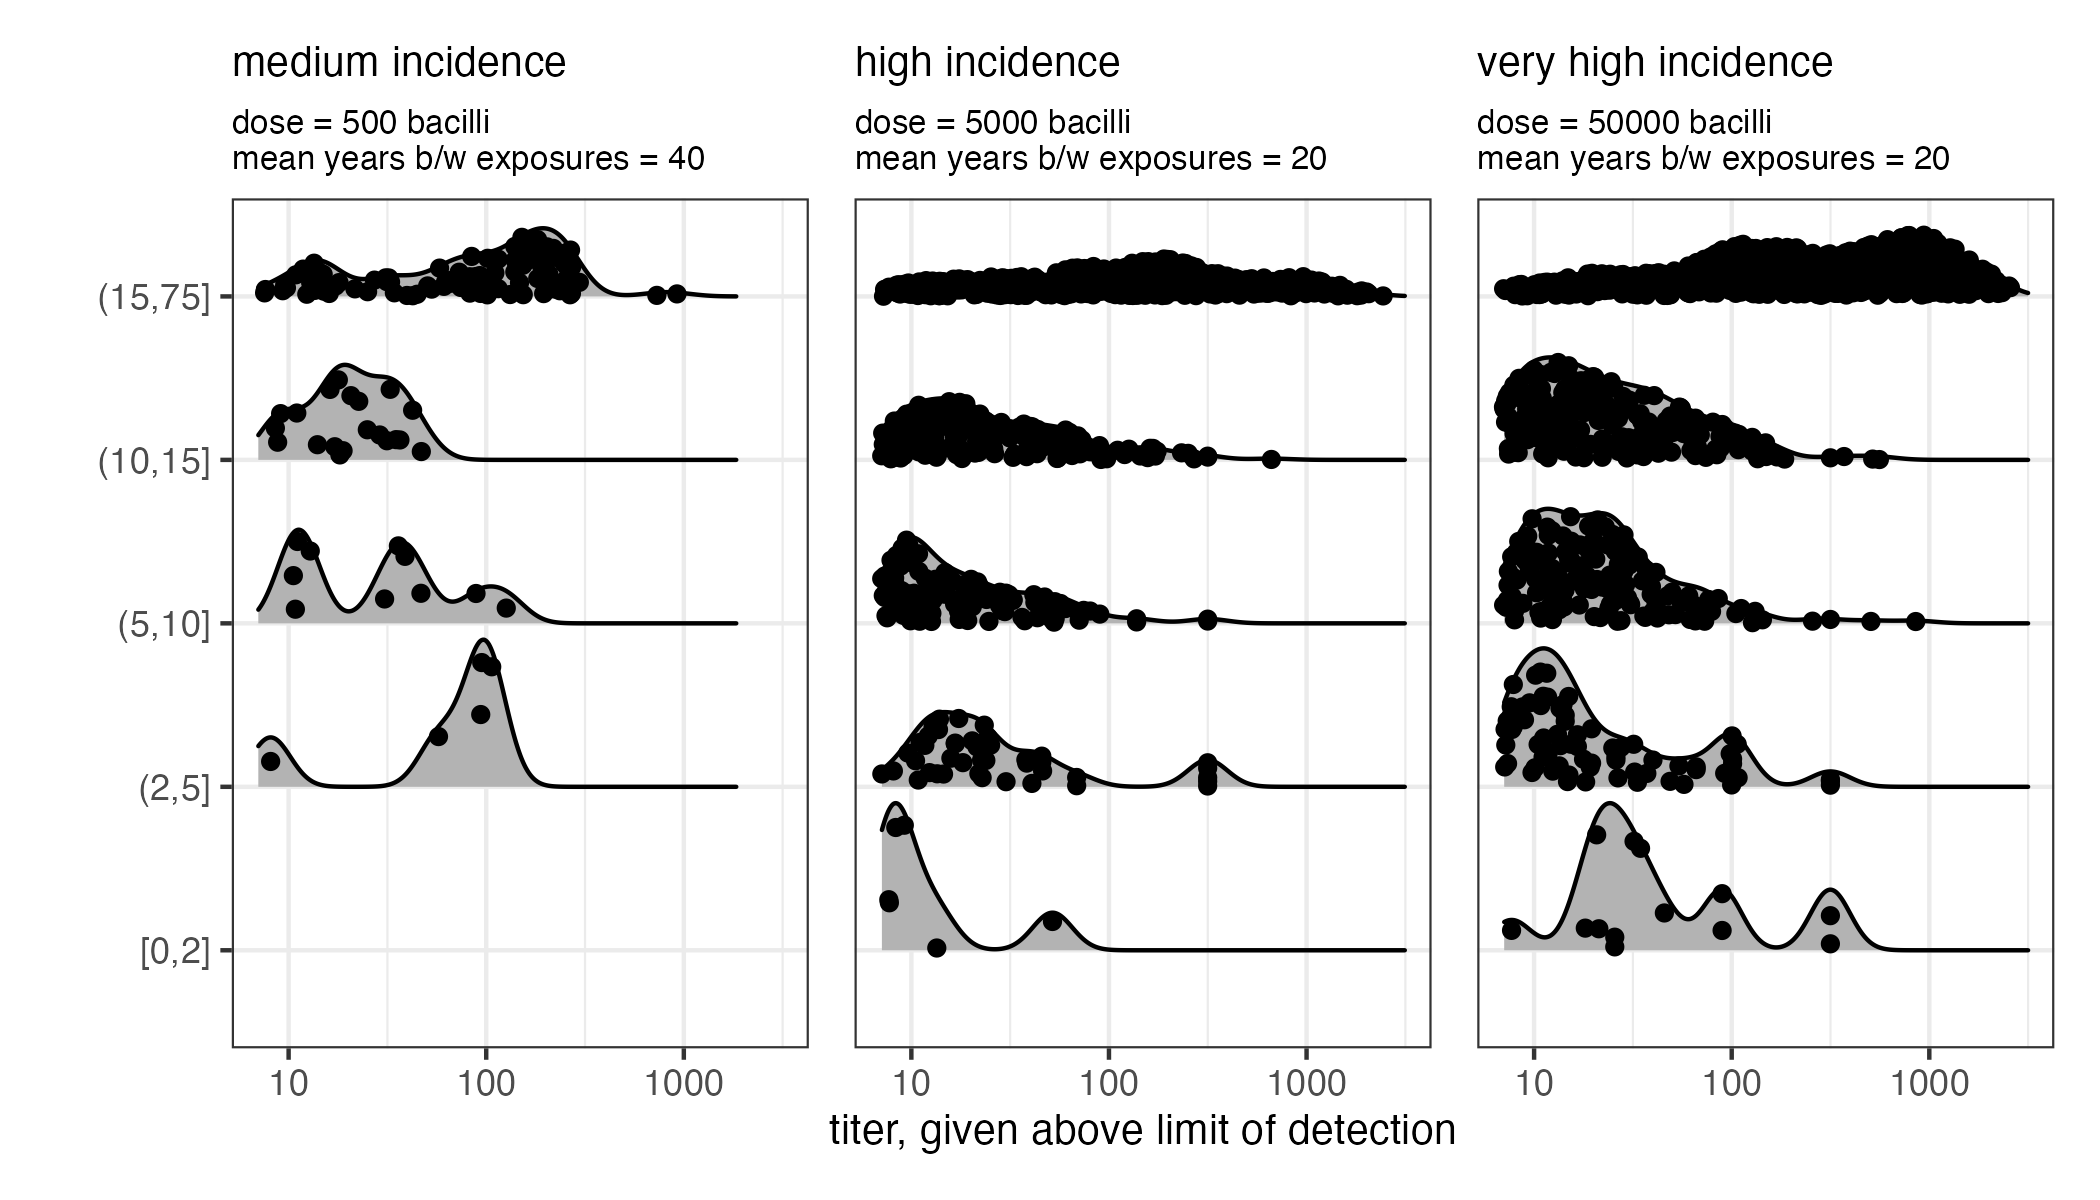 medium incidence
dose = 500 bacilli
mean years b/w exposures = 40
high incidence
dose = 5000 bacilli
mean years b/w exposures = 20
very high incidence
dose = 50000 bacilli
mean years b/w exposures = 20
(15,75]
(10,15]
(5,10]
(2,5]
[0,2]
10 100 1000
10 100 1000
10 100 1000
titer, given above limit of detection